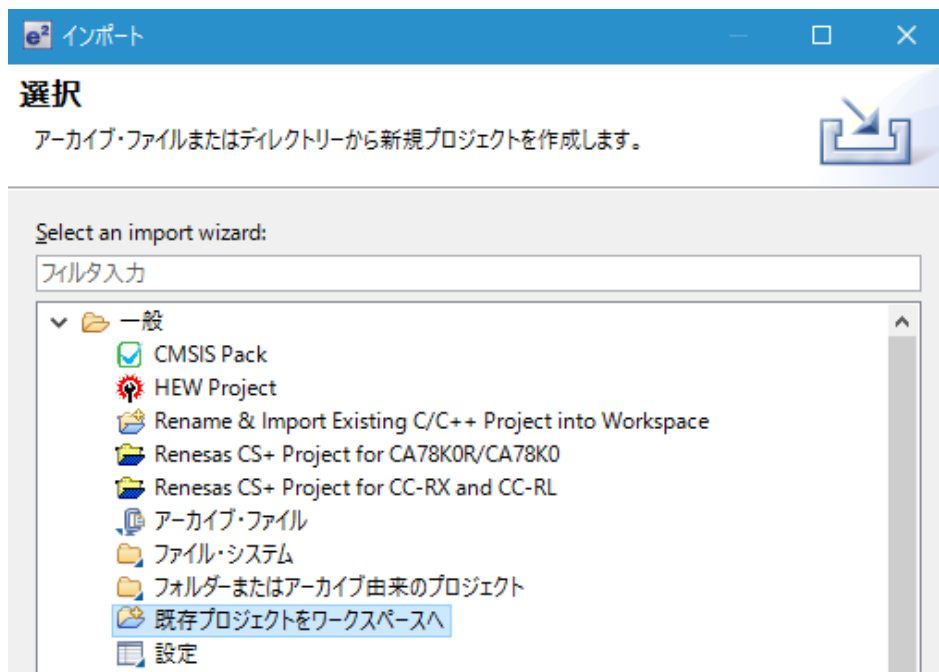 e² インポート
選択
アーカイブ・ファイルまたはディレクトリーから新規プロジェクトを作成します。
Select an import wizard:
フィルタ入力
一般
CMSIS Pack
HEW Project
Rename & Import Existing C/C++ Project into Workspace
Renesas CS+ Project for CA78K0R/CA78K0
Renesas CS+ Project for CC-RX and CC-RL
アーカイブ・ファイル
ファイル・システム
フォルダーまたはアーカイブ由来のプロジェクト
既存プロジェクトをワークスペースへ
設定